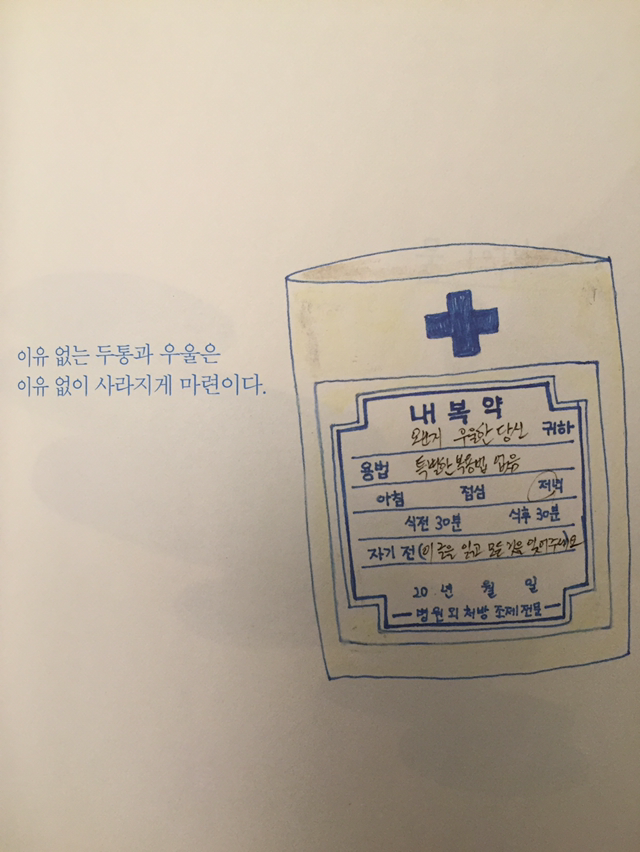 이유 없는 두통과 우울은
이유 없이 사라지게 마련이다.
내복약
왠지 우울한 당신 귀하
용법 특별한 복용법 없음
아침 점심 저녁
식전 30분 식후 30분
자기 전 (이 글을 읽고 모든 것을 잊어주세요)
20 년 월 일
병원 외 처방 조제 전문